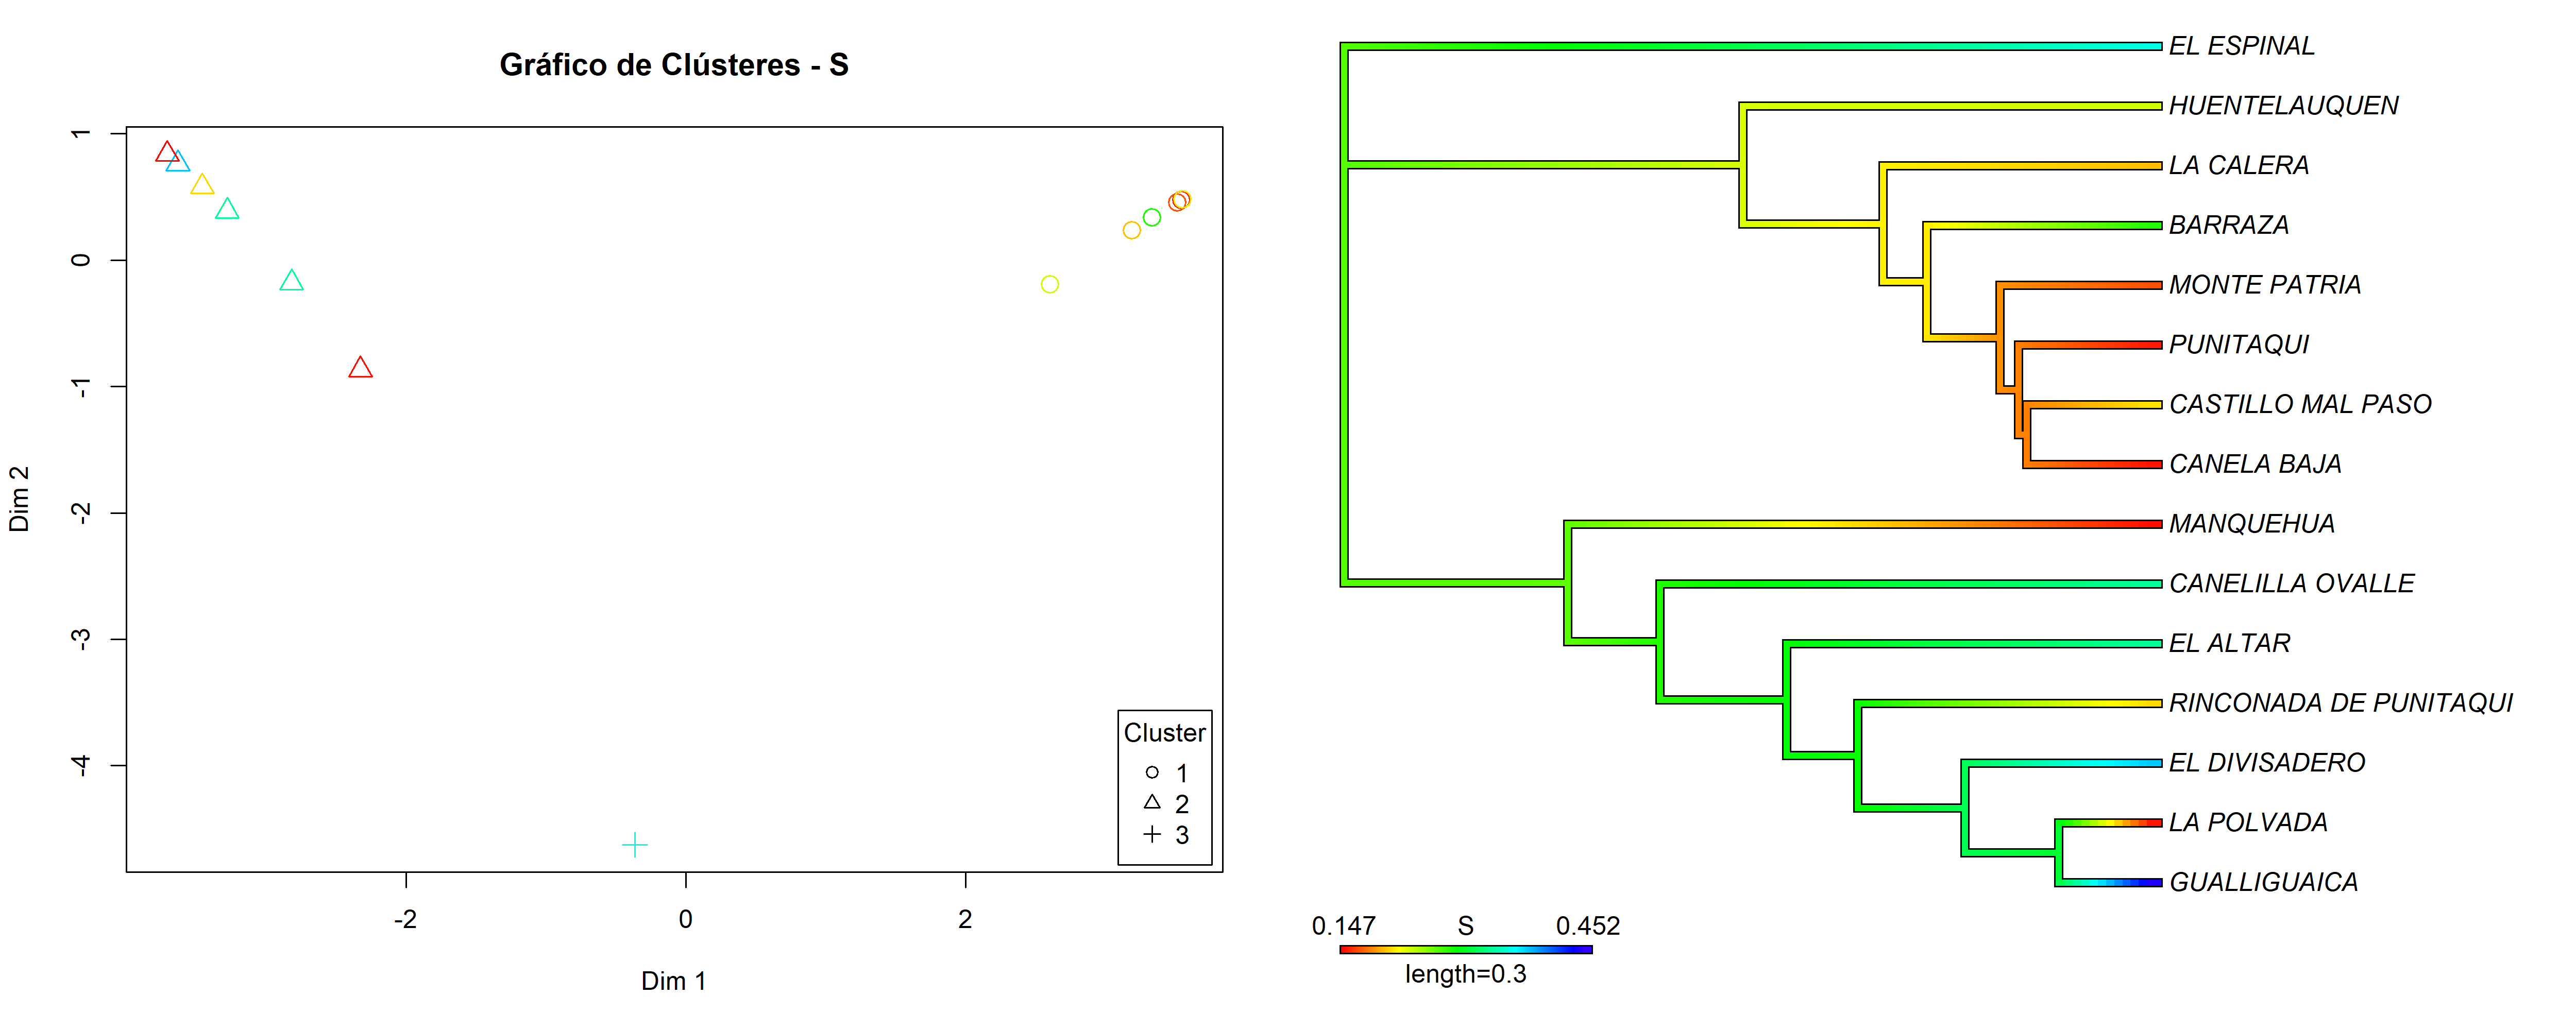 Gráfico de Clústeres - S
1
0
-1
-2
-3
-4
Dim 2
-2
0
2
Dim 1
Cluster
1
2
3
EL ESPINAL
HUENTELAUQUEN
LA CALERA
BARRAZA
MONTE PATRIA
PUNITAQUI
CASTILLO MAL PASO
CANELA BAJA
MANQUEHUA
CANELILLA OVALLE
EL ALTAR
RINCONADA DE PUNITAQUI
EL DIVISADERO
LA POLVADA
GUALLIGUAICA
0.147 S 0.452
length=0.3